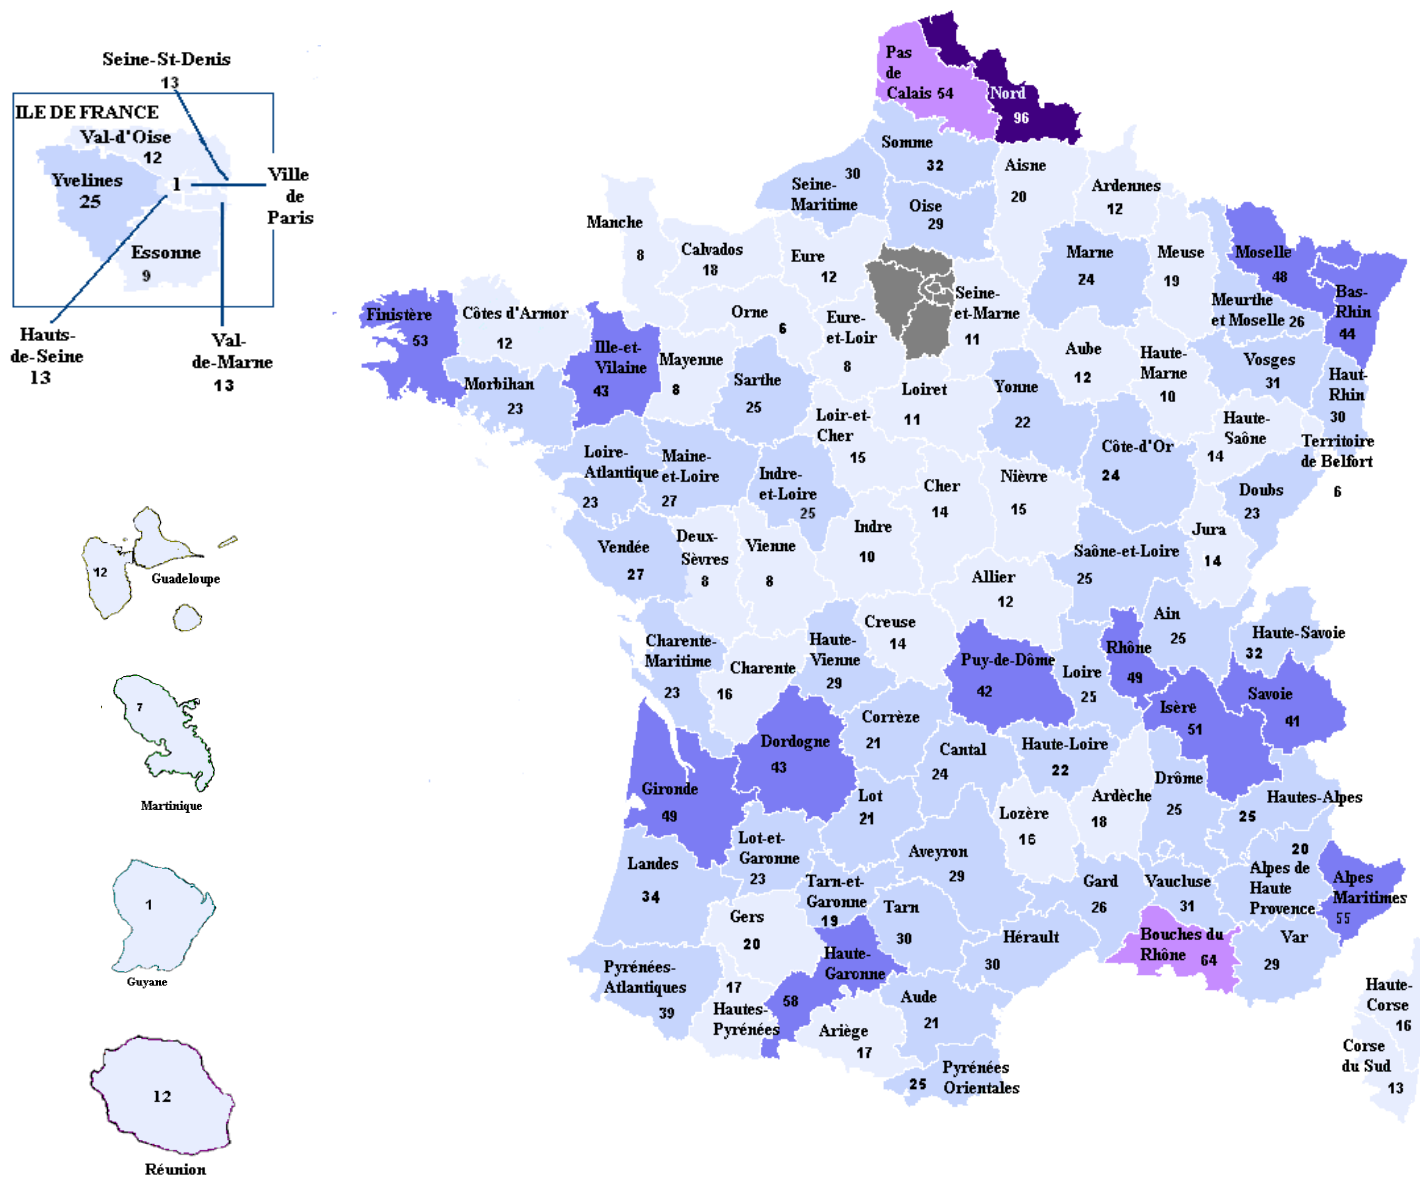 Seine-St-Denis
13
ILE DE FRANCE
Val-d'Oise
12
Yvelines
25
1
Ville
de
Paris
Essonne
9
Hauts-
de-Seine
13
Val-
de-Marne
13
12
Guadeloupe
7
Martinique
1
Guyane
12
Réunion
Pas
de
Calais 54
Nord
96
Somme
32
30
Seine-
Maritime
Oise
29
Aisne
20
Ardennes
12
Manche
8
Calvados
18
Eure
12
Marne
24
Meuse
19
Moselle
48
Meurthe
et Moselle 26
Bas-
Rhin
44
Finistère
53
Côtes d'Armor
12
Ille-et-
Vilaine
43
Morbihan
23
Orne
6
Mayenne
8
Sarthe
25
Eure-
et-Loir
8
Seine-
et-Marne
11
Aube
12
Haute-
Marne
10
Vosges
31
Haut-
Rhin
30
Loiret
11
Yonne
22
Loir-et-
Cher
15
Côte-d'Or
24
Haute-
Saône
14
Territoire
de Belfort
6
Loire-
Atlantique
23
Maine-
et-Loire
27
Indre-
et-Loire
25
Cher
14
Nièvre
15
Doubs
23
Jura
14
Vendée
27
Deux-
Sèvres
8
Vienne
8
Indre
10
Allier
12
Saône-et-Loire
25
Charente-
Maritime
23
Charente
16
Haute-
Vienne
29
Creuse
14
Puy-de-Dôme
42
Loire
25
Rhône
49
Ain
25
Haute-Savoie
32
Savoie
41
Isère
51
Gironde
49
Dordogne
43
Corrèze
21
Cantal
24
Haute-Loire
22
Ardèche
18
Drôme
25
Hautes-Alpes
25
Lot
21
Lozère
16
Landes
34
Lot-et-
Garonne
23
Tarn-et-
Garonne
19
Aveyron
29
Gard
26
Vaucluse
31
20
Alpes de
Haute
Provence
Alpes
Maritimes
55
Gers
20
Tarn
30
Hérault
30
Bouches du
Rhône 64
Var
29
Pyrénées-
Atlantiques
39
17
Hautes-
Pyrénées
Haute-
Garonne
58
Ariège
17
Aude
21
Pyrénées
Orientales
25
Haute-
Corse
16
Corse
du Sud
13